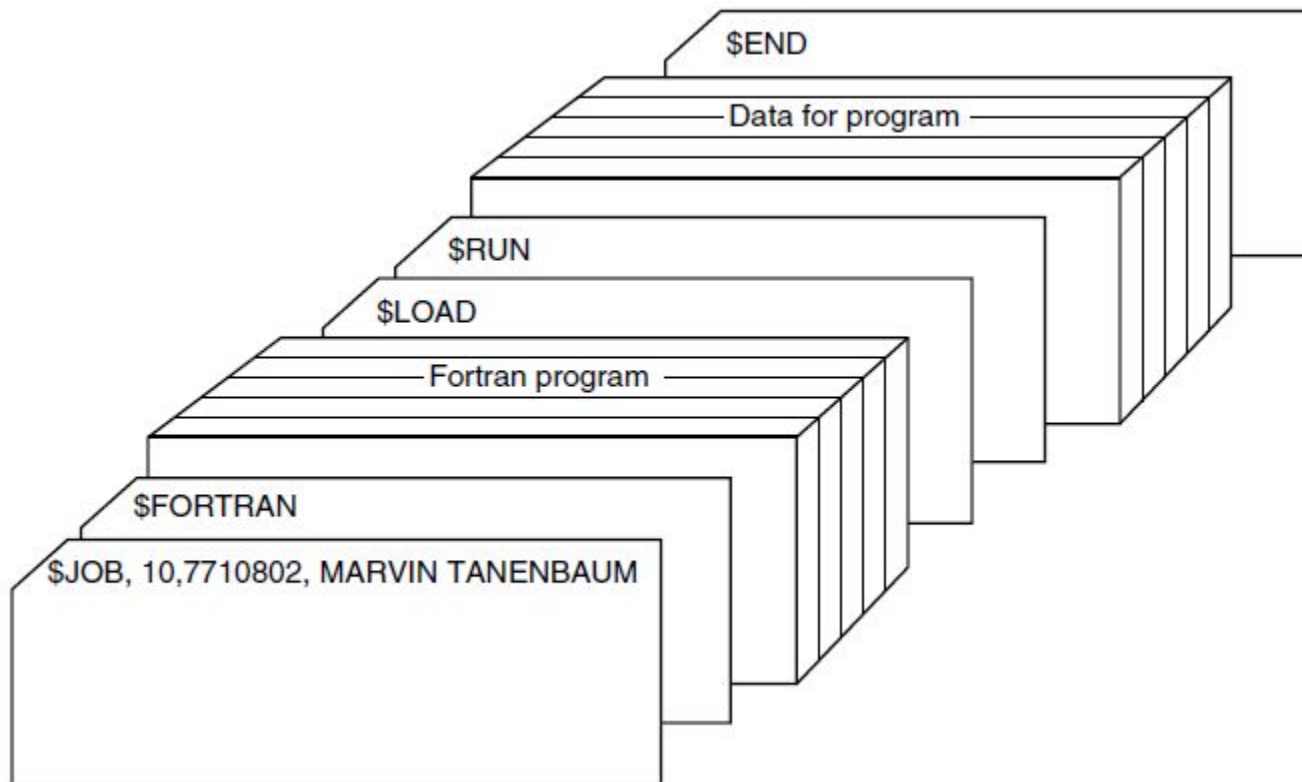 $END
Data for program
$RUN
$LOAD
Fortran program
$FORTRAN
$JOB, 10,7710802, MARVIN TANENBAUM